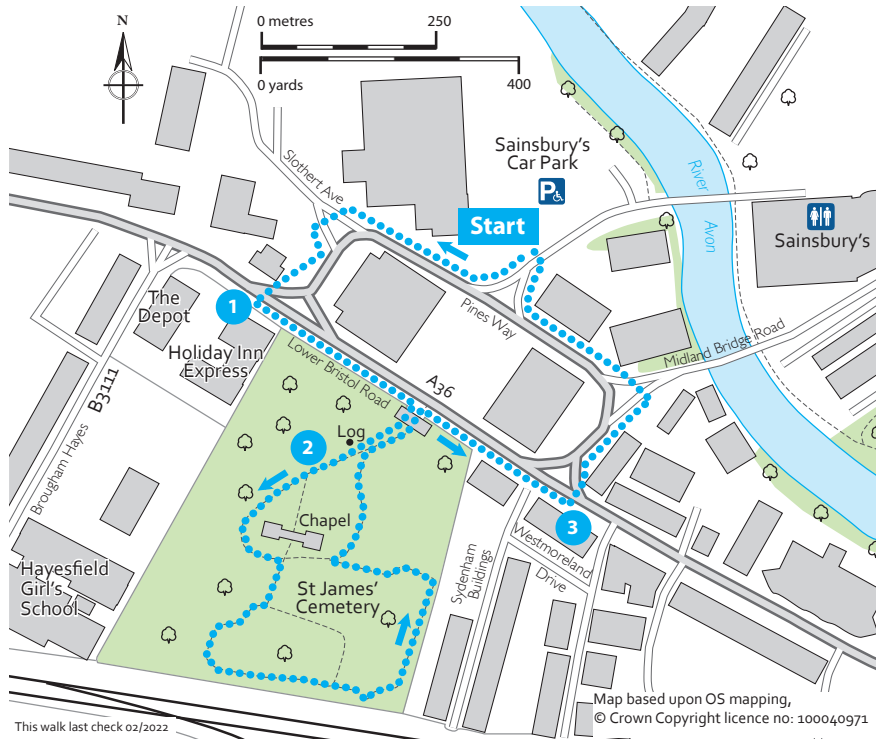 N
0 metres
250
0 yards
400
Slothert Ave
Sainsbury's
Car Park
P
River
Avon
Start
Sainsbury's
1
The
Depot
Pines Way
Holiday Inn
Express
Lower Bristol Road
A36
Midland Bridge Road
B3111
Log
2
Brougham Hayes
Chapel
3
Westmoreland
Drive
Sydenham
Buildings
Hayesfield
Girl's
School
St James'
Cemetery
Map based upon OS mapping,
© Crown Copyright licence no: 100040971
This walk last check 02/2022